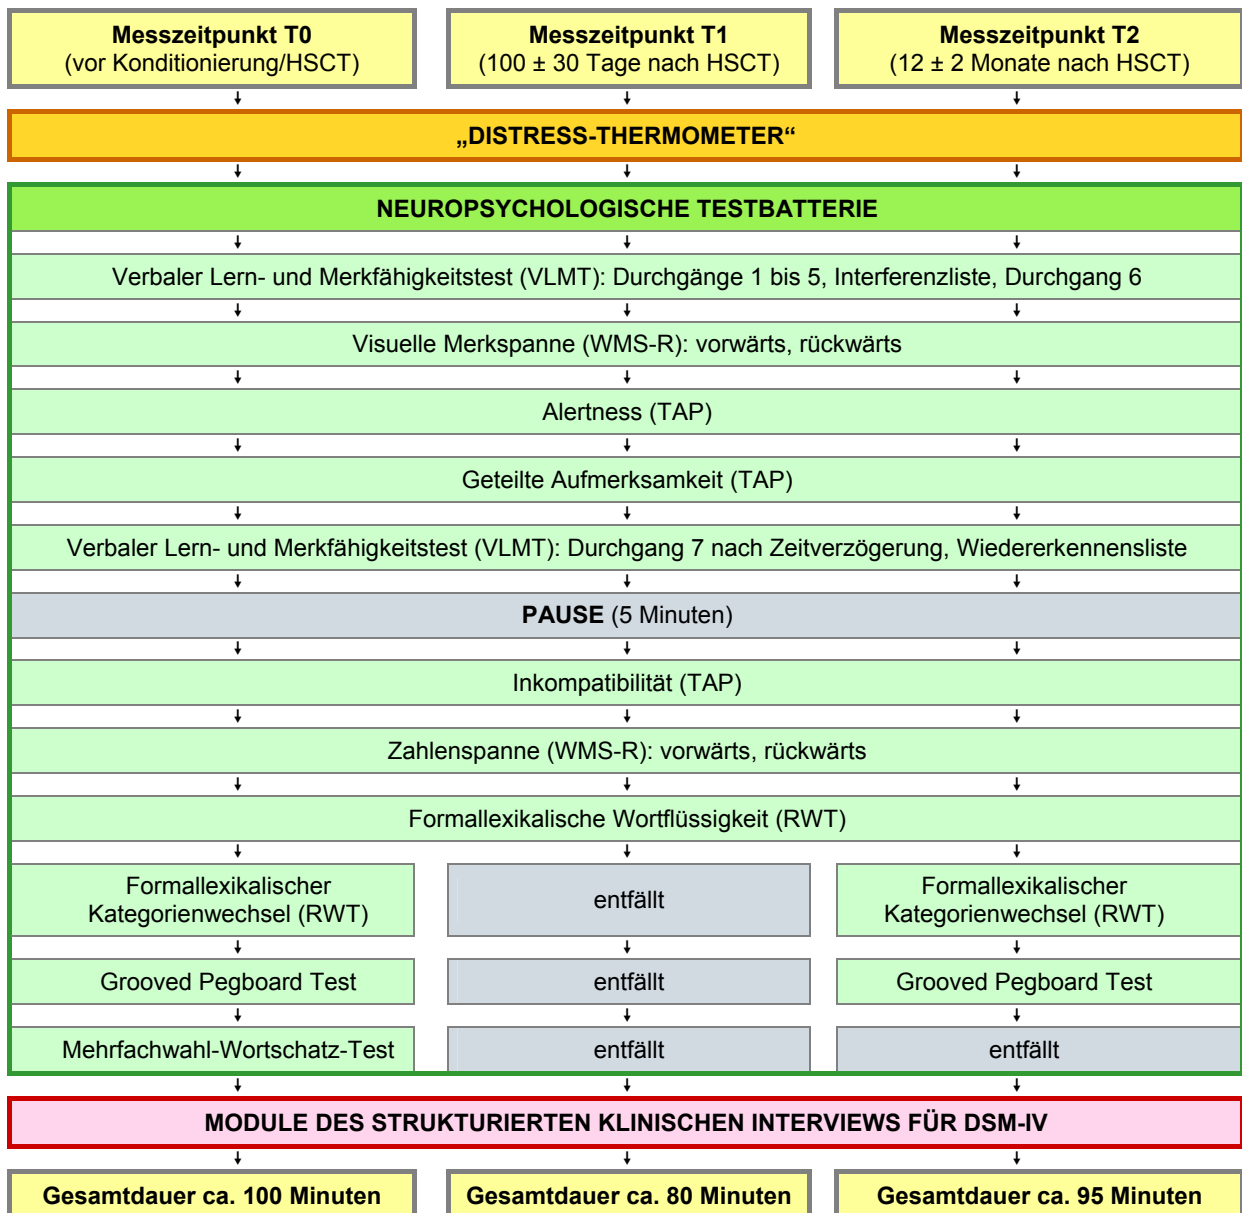 Messzeitpunkt T0
(vor Konditionierung/HSCT)
Messzeitpunkt T1
(100 ± 30 Tage nach HSCT)
Messzeitpunkt T2
(12 ± 2 Monate nach HSCT)
„DISTRESS-THERMOMETER“
NEUROPSYCHOLOGISCHE TESTBATTERIE
Verbaler Lern- und Merkfähigkeitstest (VLMT): Durchgänge 1 bis 5, Interferenzliste, Durchgang 6
Visuelle Merkspanne (WMS-R): vorwärts, rückwärts
Alertness (TAP)
Geteilte Aufmerksamkeit (TAP)
Verbaler Lern- und Merkfähigkeitstest (VLMT): Durchgang 7 nach Zeitverzögerung, Wiedererkennensliste
PAUSE (5 Minuten)
Inkompatibilität (TAP)
Zahlenspanne (WMS-R): vorwärts, rückwärts
Formallexikalische Wortflüssigkeit (RWT)
Formallexikalischer
Kategorienwechsel (RWT)
entfällt
Formallexikalischer
Kategorienwechsel (RWT)
Grooved Pegboard Test
entfällt
Grooved Pegboard Test
Mehrfachwahl-Wortschatz-Test
entfällt
entfällt
MODULE DES STRUKTURIERTEN KLINISCHEN INTERVIEWS FÜR DSM-IV
Gesamtdauer ca. 100 Minuten
Gesamtdauer ca. 80 Minuten
Gesamtdauer ca. 95 Minuten